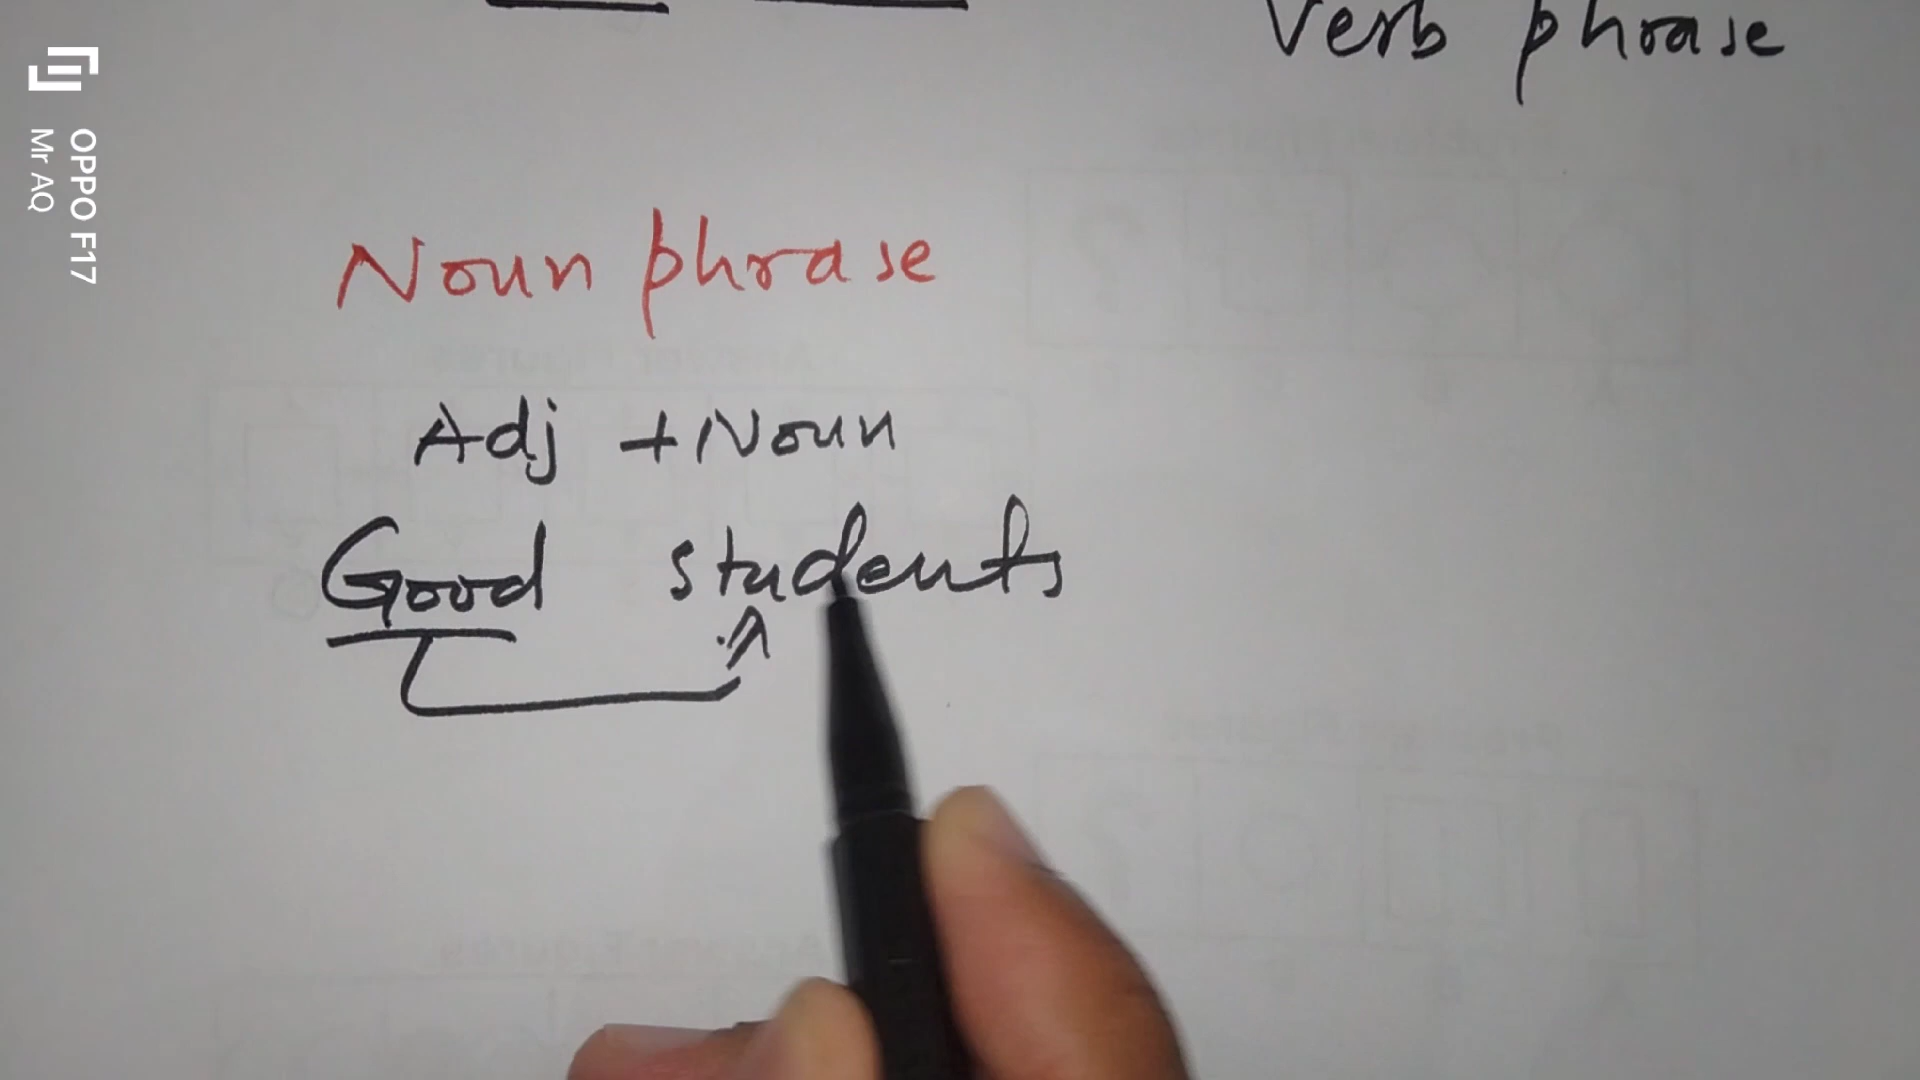 Verb phrase
OPPO F17
Mr AQ
Noun phrase
Adj + Noun
Good students